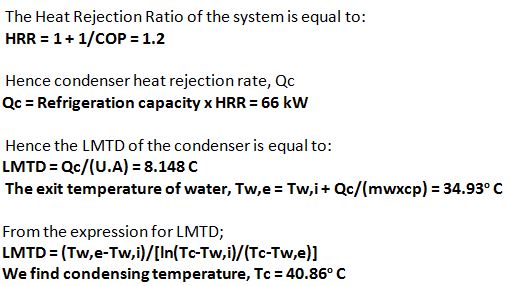 The Heat Rejection Ratio of the system is equal to:
HRR = 1 + 1/COP = 1.2
Hence condenser heat rejection rate, Qc
Qc = Refrigeration capacity x HRR = 66 kW
Hence the LMTD of the condenser is equal to:
LMTD = Qc/(U.A) = 8.148 C
The exit temperature of water, Tw,e = Tw,i + Qc/(mwxcp) = 34.93º C
From the expression for LMTD;
LMTD = (Tw,e-Tw,i)/[ln(Tc-Tw,i)/(Tc-Tw,e)]
We find condensing temperature, Tc = 40.86º C